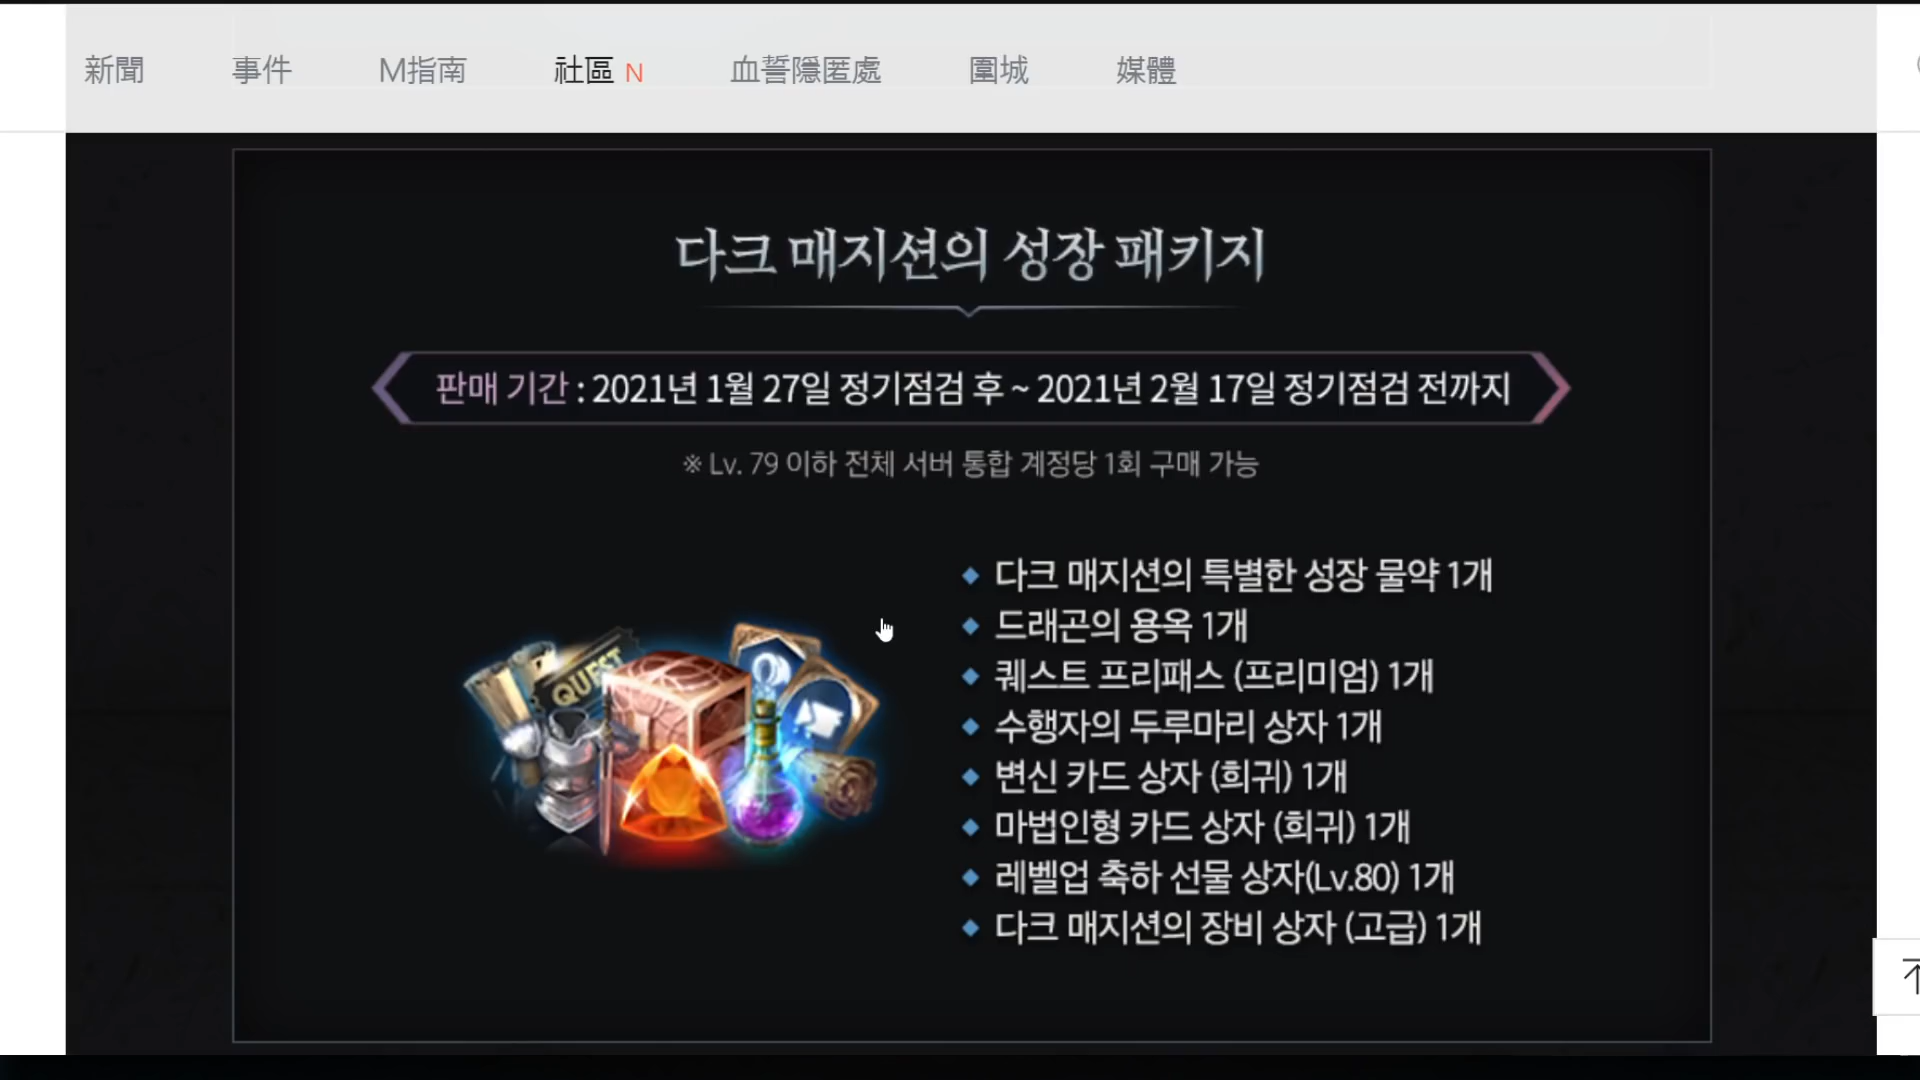 新聞 事件 M指南 社區 N 血誓隱匿處 圍城 媒體
다크 매지션의 성장 패키지
판매 기간 : 2021년 1월 27일 정기점검 후 ~ 2021년 2월 17일 정기점검 전까지
※ Lv. 79 이하 전체 서버 통합 계정당 1회 구매 가능
다크 매지션의 특별한 성장 물약 1개
드래곤의 용옥 1개
퀘스트 프리패스 (프리미엄) 1개
수행자의 두루마리 상자 1개
변신 카드 상자 (희귀) 1개
마법인형 카드 상자 (희귀) 1개
레벨업 축하 선물 상자(Lv.80) 1개
다크 매지션의 장비 상자 (고급) 1개
QUEST